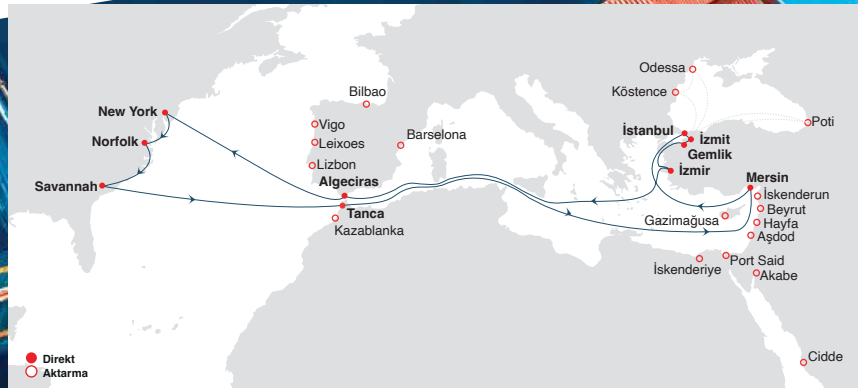 Odessa
Köstence
Poti
Bilbao
New York
Vigo
Norfolk
Leixoes
Barselona
İstanbul
İzmit
Gemlik
Lizbon
İzmir
Savannah
Algeciras
Mersin
Tanca
İskenderun
Kazablanka
Beyrut
Gazimağusa
Hayfa
Aşdod
İskenderiye
Port Said
Akabe
Cidde
Direkt
Aktarma